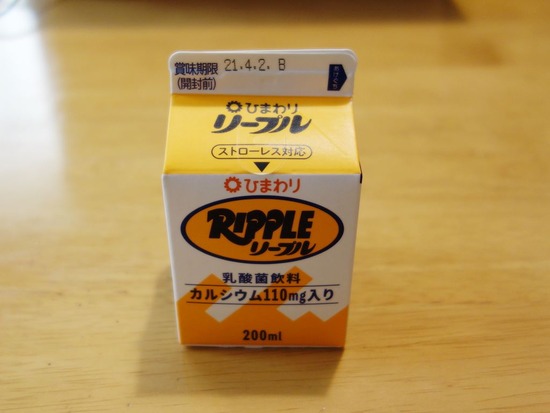 賞味期限 21.4.2. B
(開封前)
ひまわり
リープル
ストローレス対応
ひまわり
RIPPLE
リープル
乳酸菌飲料
カルシウム110mg入り
200ml